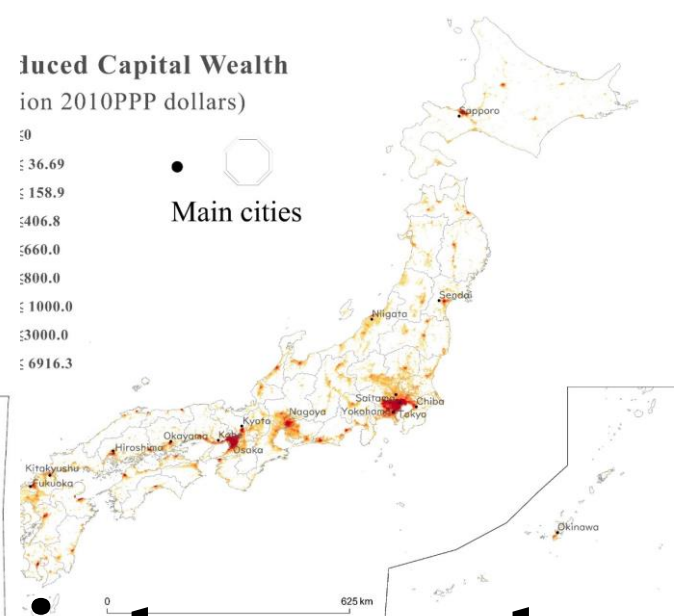 duced Capital Wealth
ion 2010PPP dollars)
≤0
≤ 36.69
≤ 158.9
≤406.8
≤660.0
≤800.0
≤ 1000.0
≤3000.0
≤ 6916.3
Main cities
Sapporo
Sendai
Niigata
Saitama
Chiba
Yokohama
Tokyo
Nagoya
Kyoto
Kobe
Osaka
Okayama
Hiroshima
Kitakyushu
Fukuoka
Okinawa
0 625 km